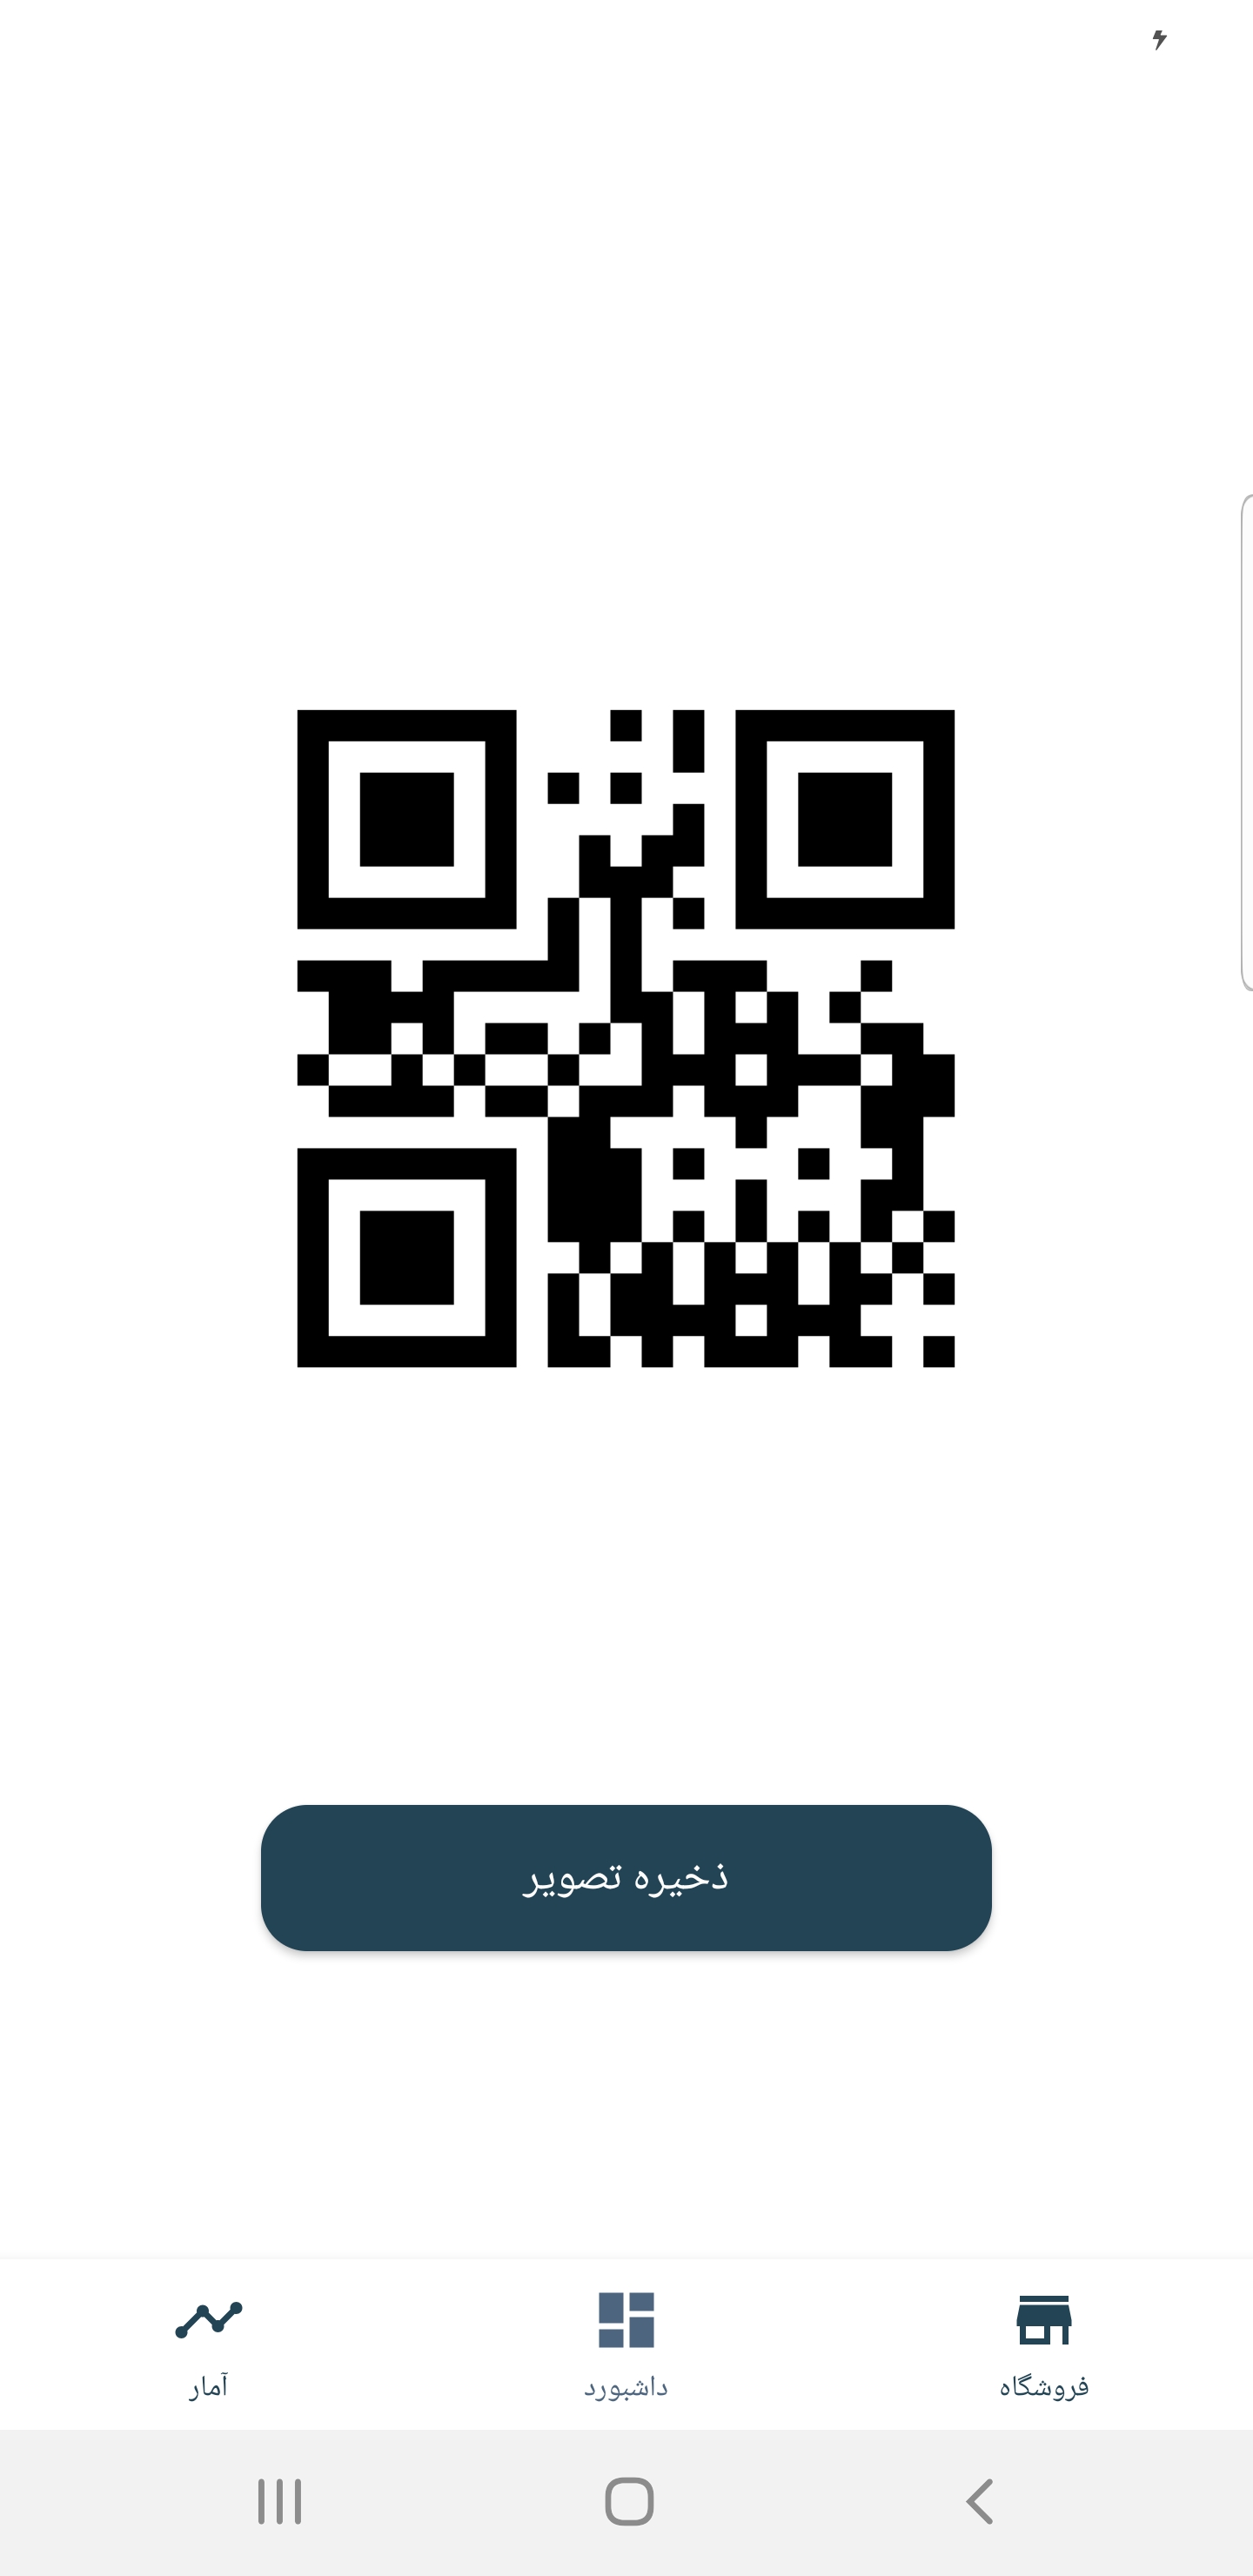 ذخیره تصویر
فروشگاه
داشبورد
آمار